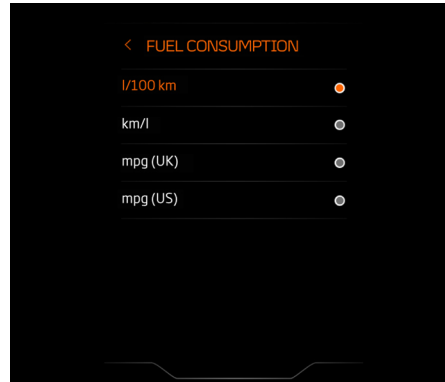 < FUEL CONSUMPTION
l/100 km
km/l
mpg (UK)
mpg (US)